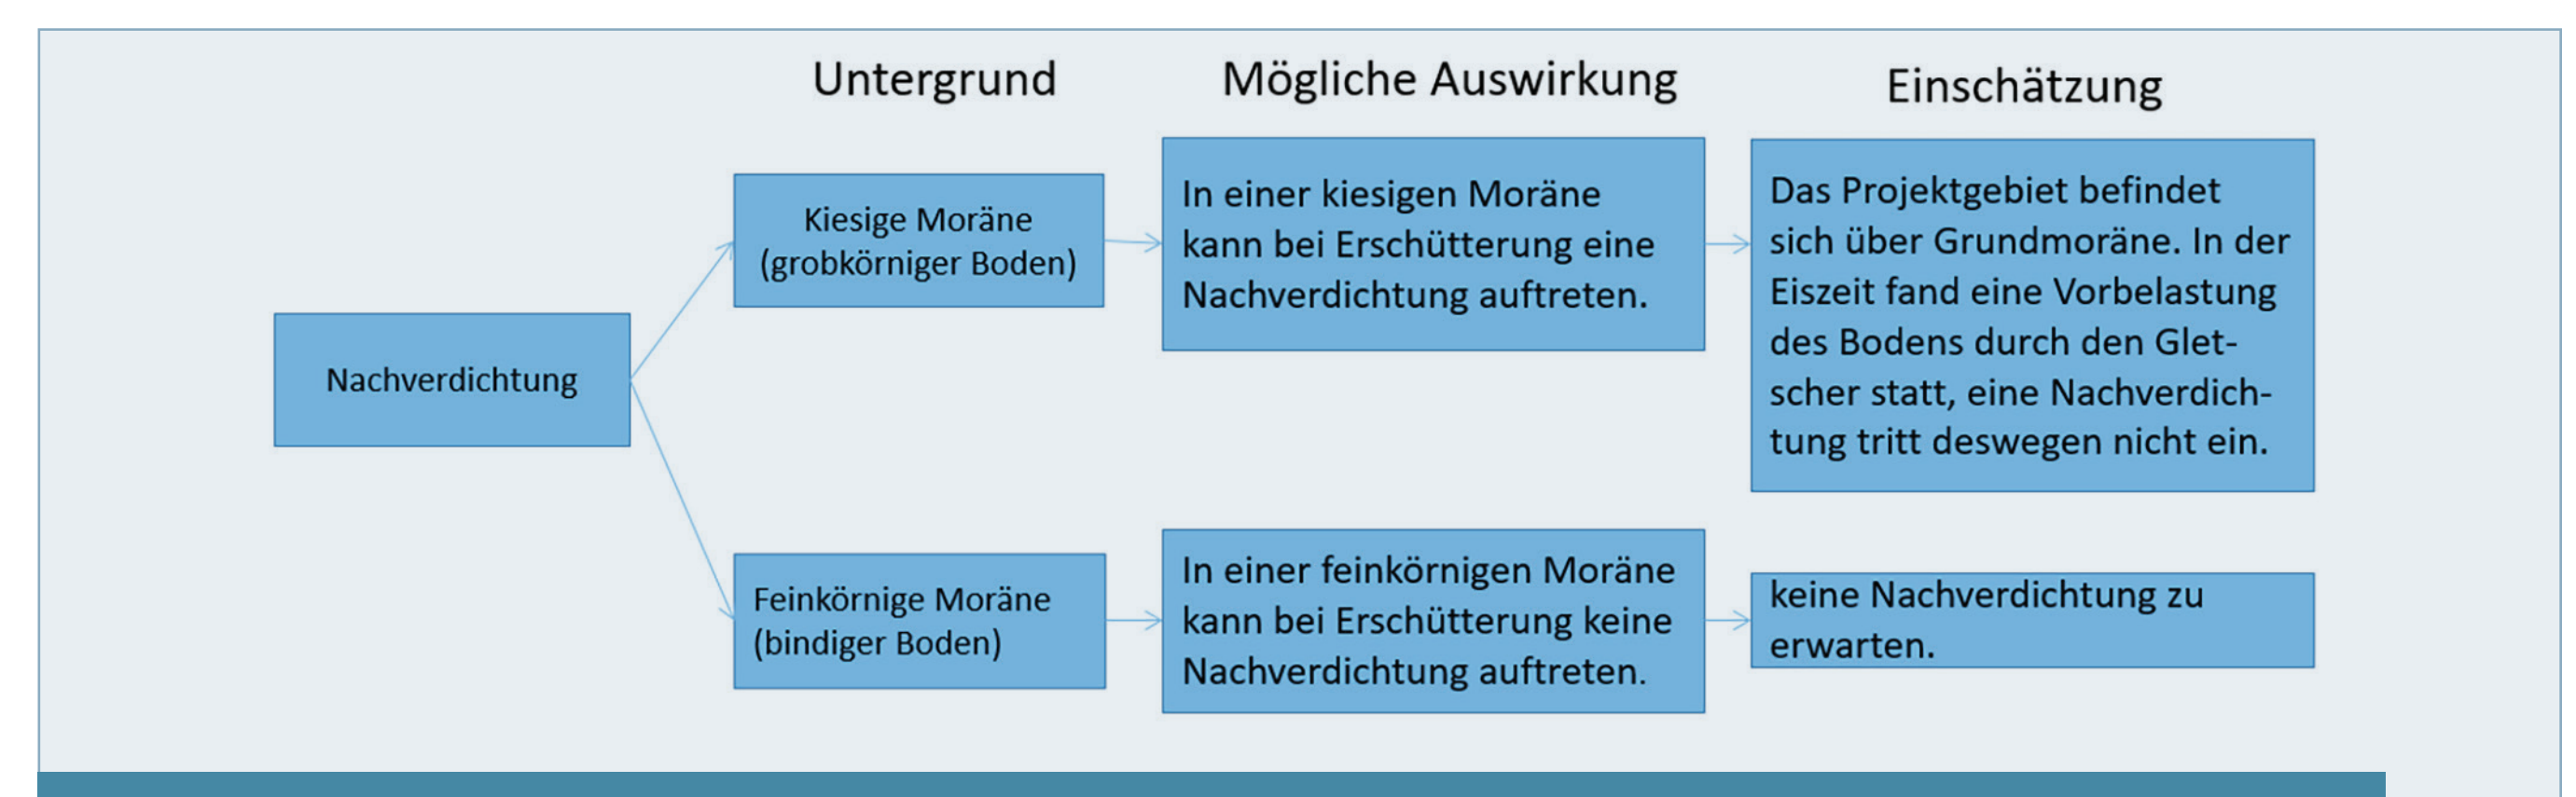 Untergrund
Mögliche Auswirkung
Einschätzung
Nachverdichtung
Kiesige Moräne
(grobkörniger Boden)
In einer kiesigen Moräne
kann bei Erschütterung eine
Nachverdichtung auftreten.
Das Projektgebiet befindet
sich über Grundmoräne. In der
Eiszeit fand eine Vorbelastung
des Bodens durch den Glet-
scher statt, eine Nachverdich-
tung tritt deswegen nicht ein.
Feinkörnige Moräne
(bindiger Boden)
In einer feinkörnigen Moräne
kann bei Erschütterung keine
Nachverdichtung auftreten.
keine Nachverdichtung zu
erwarten.